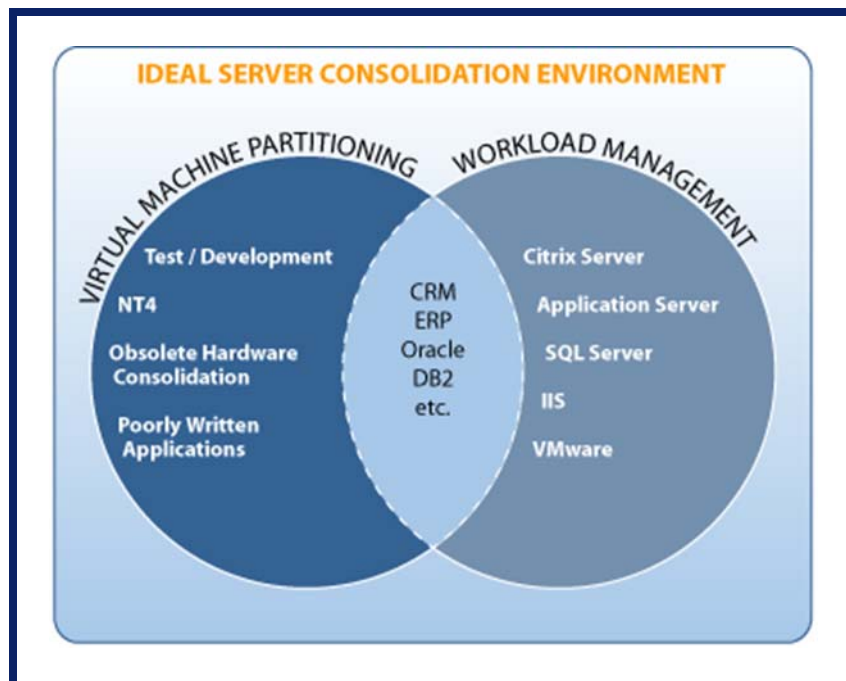 IDEAL SERVER CONSOLIDATION ENVIRONMENT
VIRTUAL MACHINE PARTITIONING
Test / Development
NT4
Obsolete Hardware
Consolidation
Poorly Written
Applications
CRM
ERP
Oracle
DB2
etc.
WORKLOAD MANAGEMENT
Citrix Server
Application Server
SQL Server
IIS
VMware